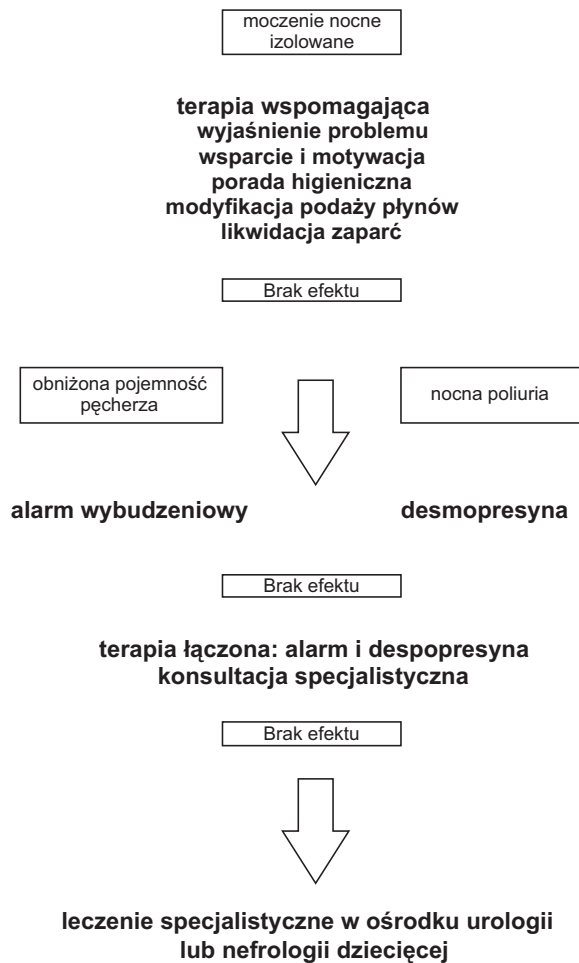 moczenie nocne
izolowane
terapia wspomagająca
wyjaśnienie problemu
wsparcie i motywacja
porada higieniczna
modyfikacja podaży płynów
likwidacja zaparć
Brak efektu
obniżona pojemność
pęcherza
nocna poliuria
alarm wybudzeniowy
desmopresyna
Brak efektu
terapia łączona: alarm i despopresyna
konsultacja specjalistyczna
Brak efektu
leczenie specjalistyczne w ośrodku urologii
lub nefrologii dziecięcej